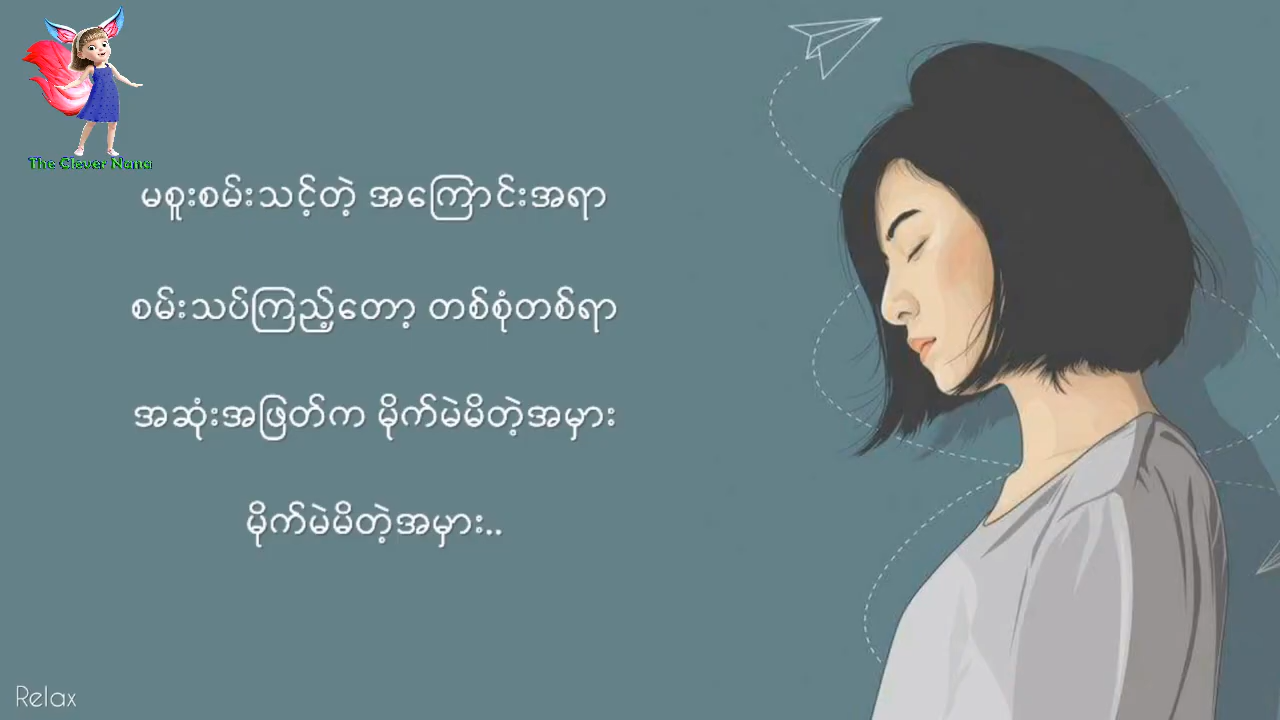 The Clever Nana
မစူးစမ်းသင့်တဲ့ အကြောင်းအရာ
စမ်းသပ်ကြည့်တော့ တစ်စုံတစ်ရာ
အဆုံးအဖြတ်က မိုက်မဲမိတဲ့အမှား
မိုက်မဲမိတဲ့အမှား..
Relax